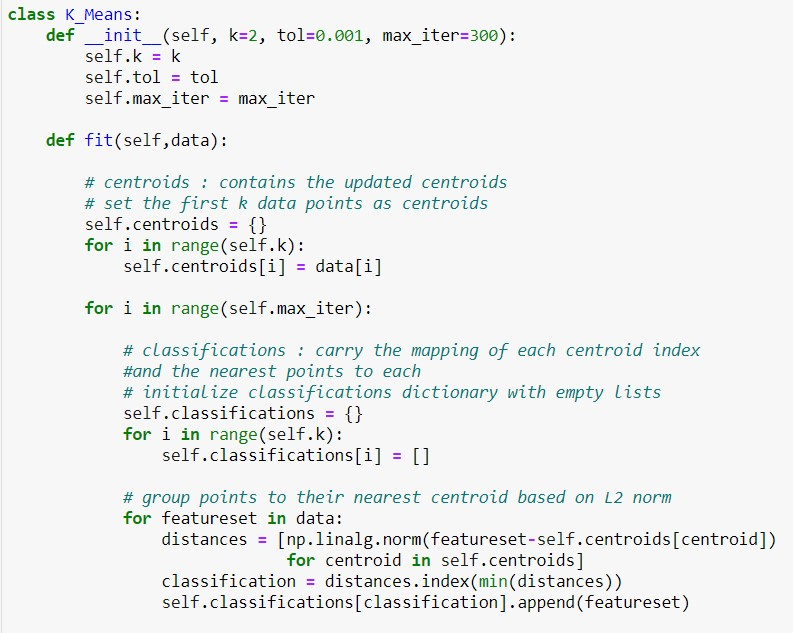 class K_Means:
    def __init__(self, k=2, tol=0.001, max_iter=300):
        self.k = k
        self.tol = tol
        self.max_iter = max_iter

    def fit(self,data):

        # centroids : contains the updated centroids
        # set the first k data points as centroids
        self.centroids = {}
        for i in range(self.k):
            self.centroids[i] = data[i]

        for i in range(self.max_iter):

            # classifications : carry the mapping of each centroid index
            #and the nearest points to each
            # initialize classifications dictionary with empty lists
            self.classifications = {}
            for i in range(self.k):
                self.classifications[i] = []

            # group points to their nearest centroid based on L2 norm
            for featureset in data:
                distances = [np.linalg.norm(featureset-self.centroids[centroid])
                             for centroid in self.centroids]
                classification = distances.index(min(distances))
                self.classifications[classification].append(featureset)